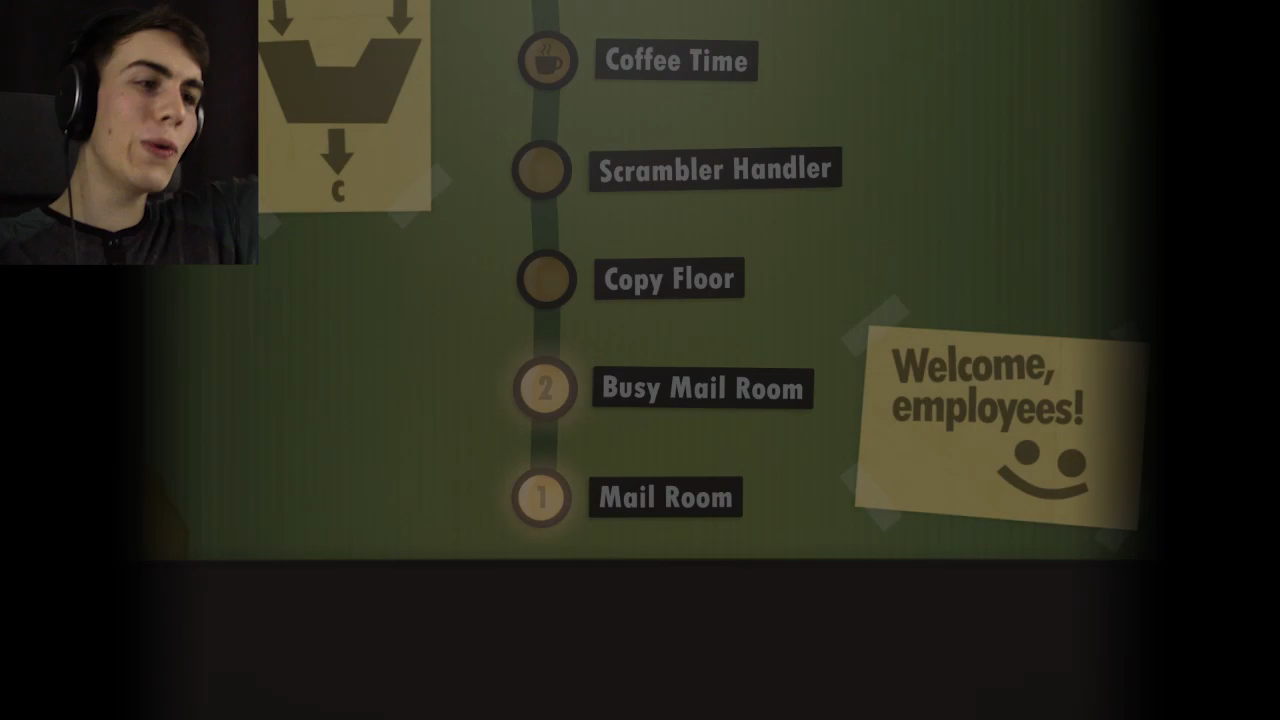 Coffee Time
Scrambler Handler
C
Copy Floor
2
Busy Mail Room
Welcome,
employees!
1
Mail Room